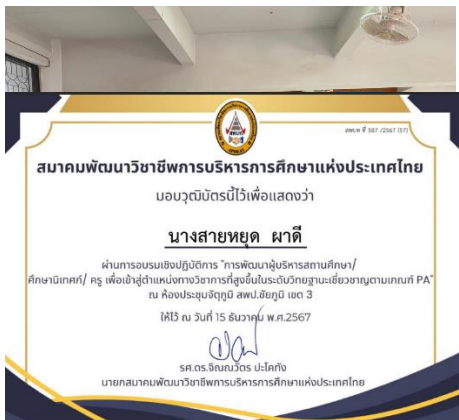 สพบท ที่ 587 /2567 (57)
สมาคมพัฒนาวิชาชีพการบริหารการศึกษาแห่งประเทศไทย
มอบวุฒิบัตรนี้ไว้เพื่อแสดงว่า
นางสายหยุด ผาดี
ผ่านการอบรมเชิงปฏิบัติการ "การพัฒนาผู้บริหารสถานศึกษา/
ศึกษานิเทศก์/ ครู เพื่อเข้าสู่ตำแหน่งทางวิชาการที่สูงขึ้นในระดับวิทยฐานะเชี่ยวชาญตามเกณฑ์ PA"
ณ ห้องประชุมจัตุภูมิ สพป.ชัยภูมิ เขต 3
ให้ไว้ ณ วันที่ 15 ธันวาคม พ.ศ.2567
รศ.ดร.จิณณวัตร ปะโคทัง
นายกสมาคมพัฒนาวิชาชีพการบริหารการศึกษาแห่งประเทศไทย